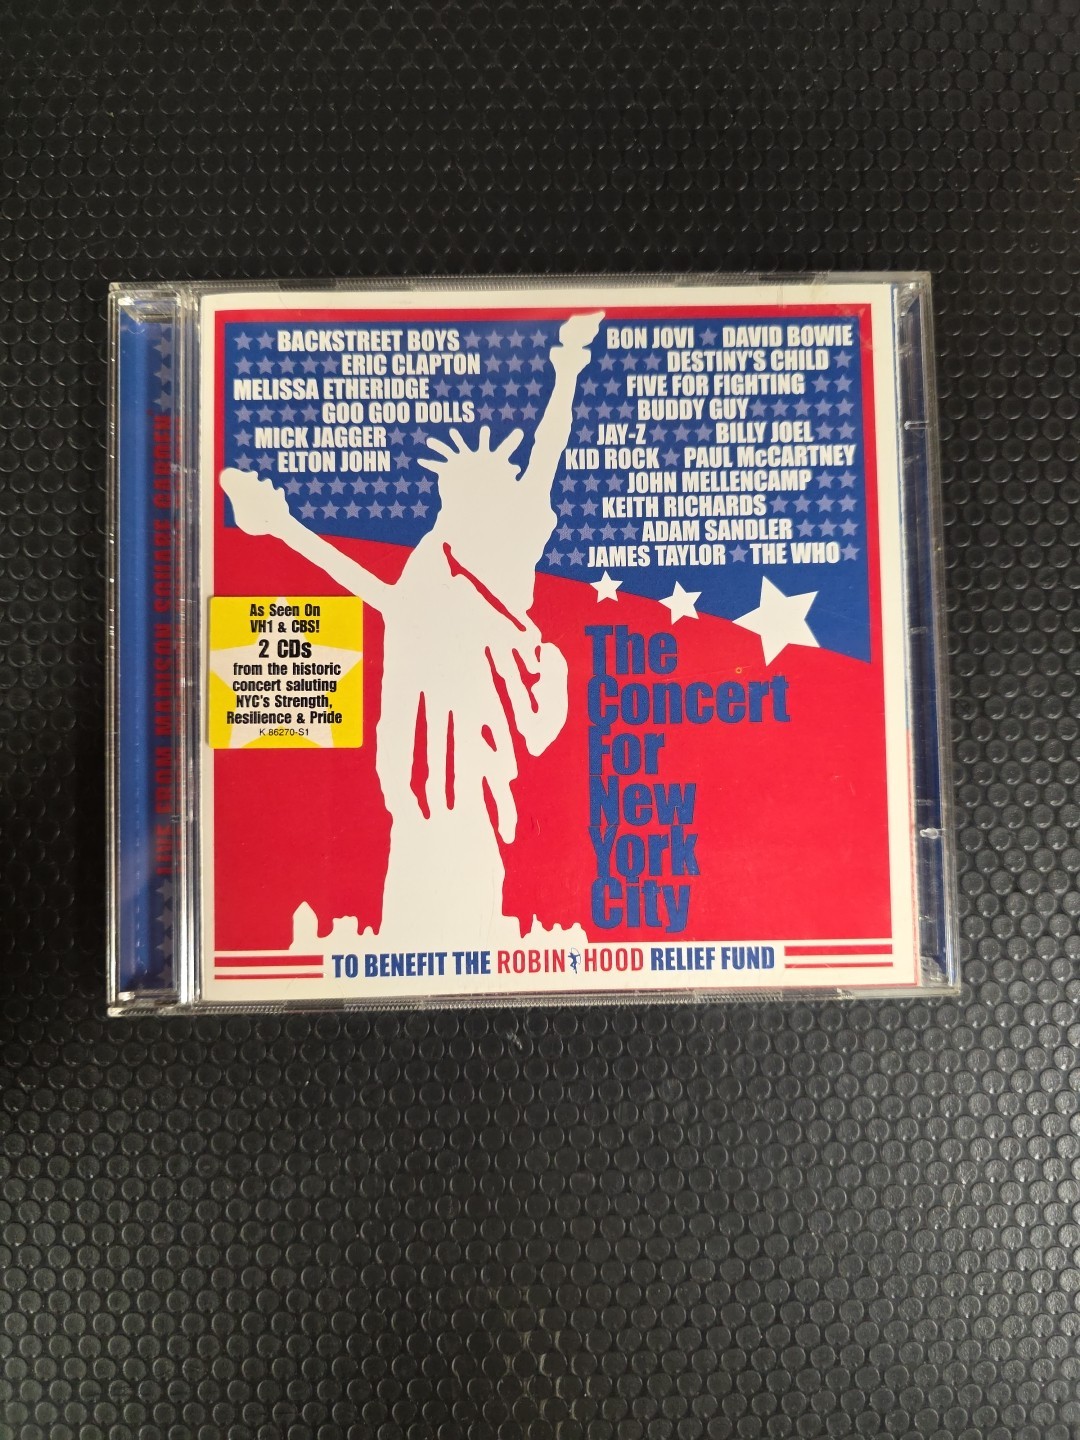 BACKSTREET BOYS
ERIC CLAPTON
MELISSA ETHERIDGE
GOO GOO DOLLS
MICK JAGGER
ELTON JOHN
BON JOVI ★ DAVID BOWIE
DESTINY'S CHILD
FIVE FOR FIGHTING
BUDDY GUY
JAY-Z BILLY JOEL
KID ROCK ★ PAUL McCARTNEY
JOHN MELLENCAMP
KEITH RICHARDS
ADAM SANDLER
JAMES TAYLOR ★ THE WHO
As Seen On
VH1 & CBS!
2 CDs
from the historic
concert saluting
NYC's Strength,
Resilience & Pride
K 86270-S1
The
Concert
For
New
York
City
TO BENEFIT THE ROBIN HOOD RELIEF FUND
LIVE FROM MADISON SQUARE GARDEN